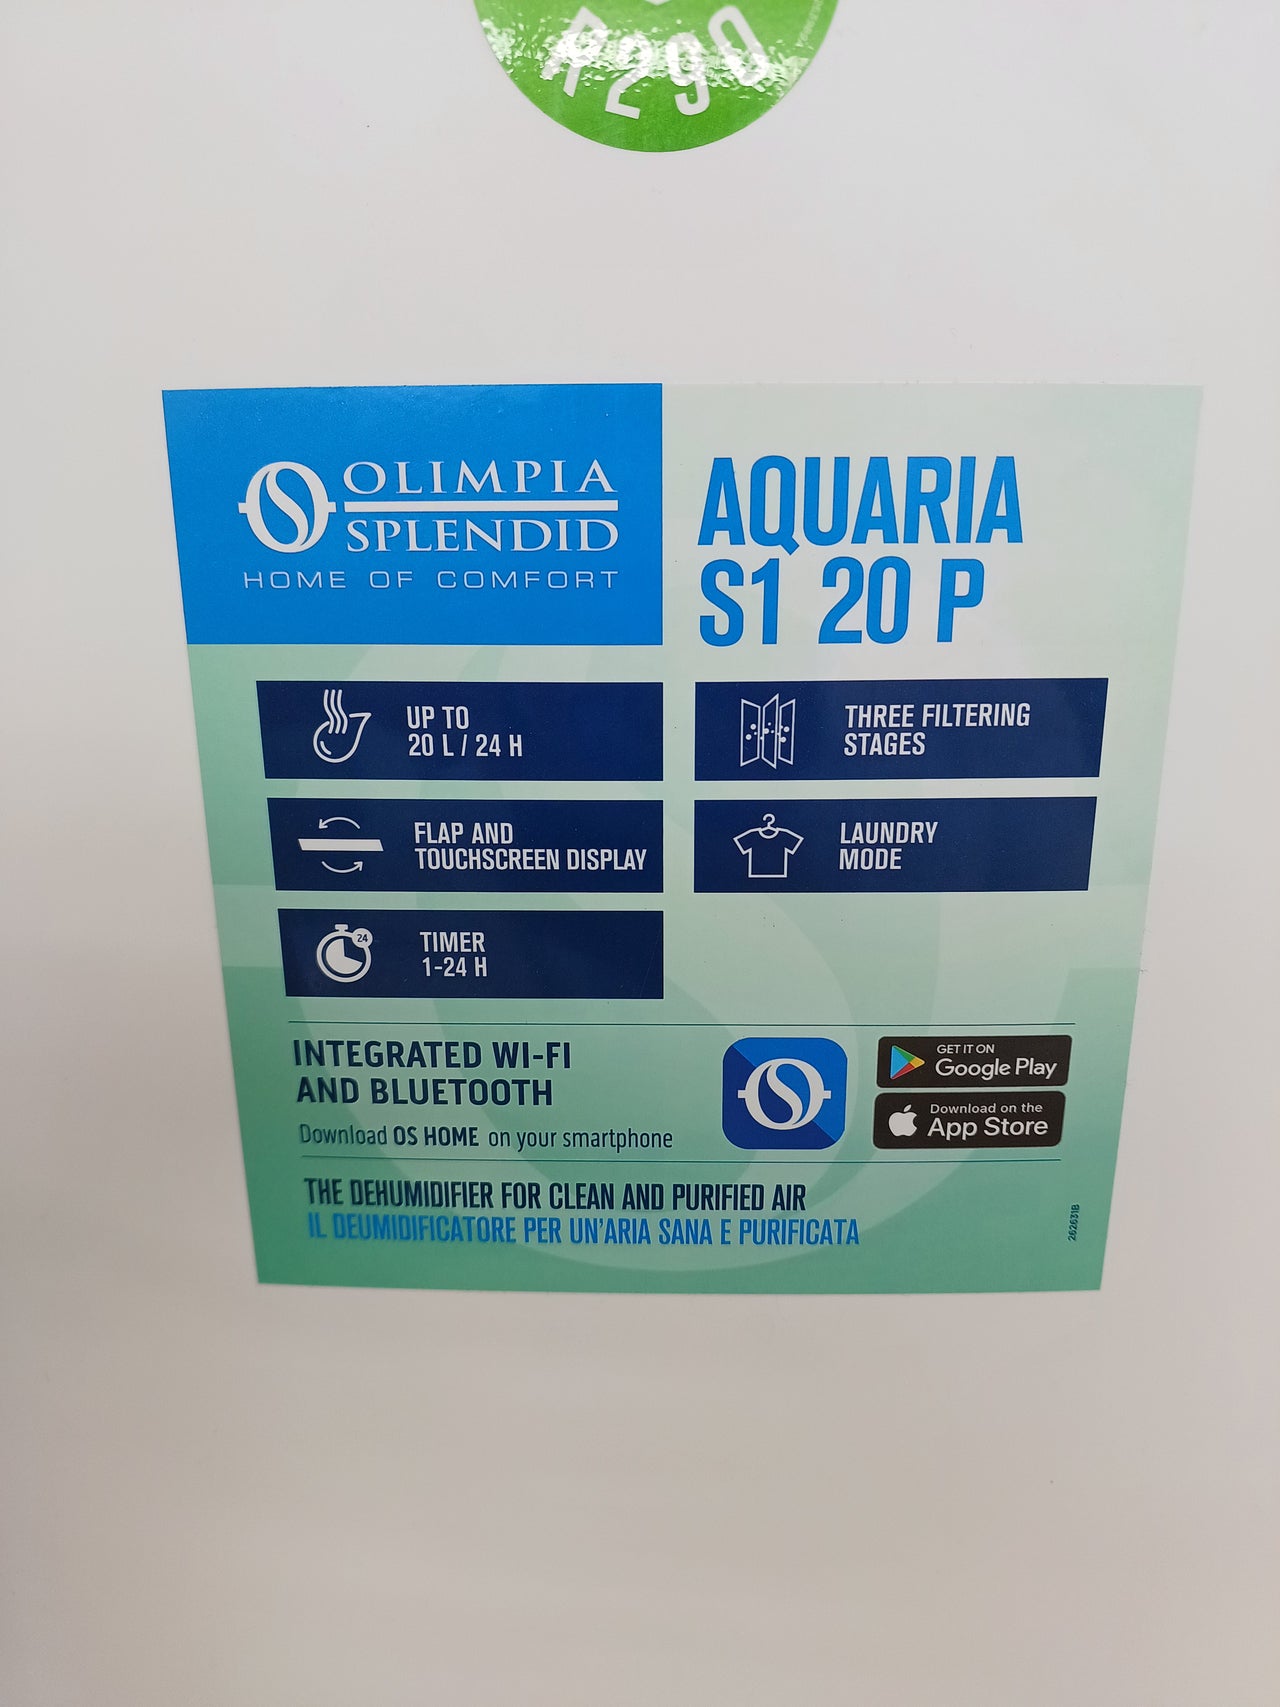 R290
OLIMPIA
SPLENDID
HOME OF COMFORT
AQUARIA
S1 20 P
UP TO
20 L / 24 H
THREE FILTERING
STAGES
FLAP AND
TOUCHSCREEN DISPLAY
LAUNDRY
MODE
24
TIMER
1-24 H
INTEGRATED WI-FI
AND BLUETOOTH
Download OS HOME on your smartphone
GET IT ON
Google Play
Download on the
App Store
THE DEHUMIDIFIER FOR CLEAN AND PURIFIED AIR
IL DEUMIDIFICATORE PER UN'ARIA SANA E PURIFICATA
262631B